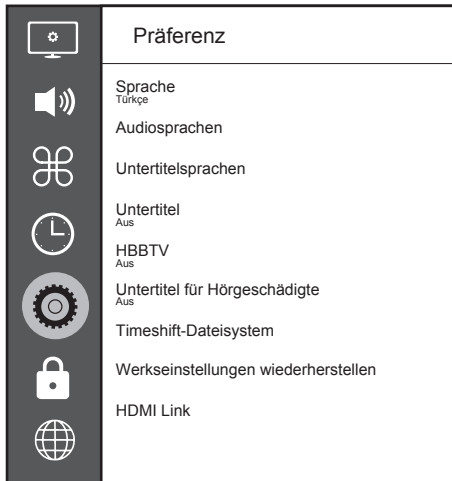 Präferenz
Sprache
Türkçe
Audiosprachen
Untertitelsprachen
Untertitel
Aus
HBBTV
Aus
Untertitel für Hörgeschädigte
Aus
Timeshift-Dateisystem
Werkseinstellungen wiederherstellen
HDMI Link